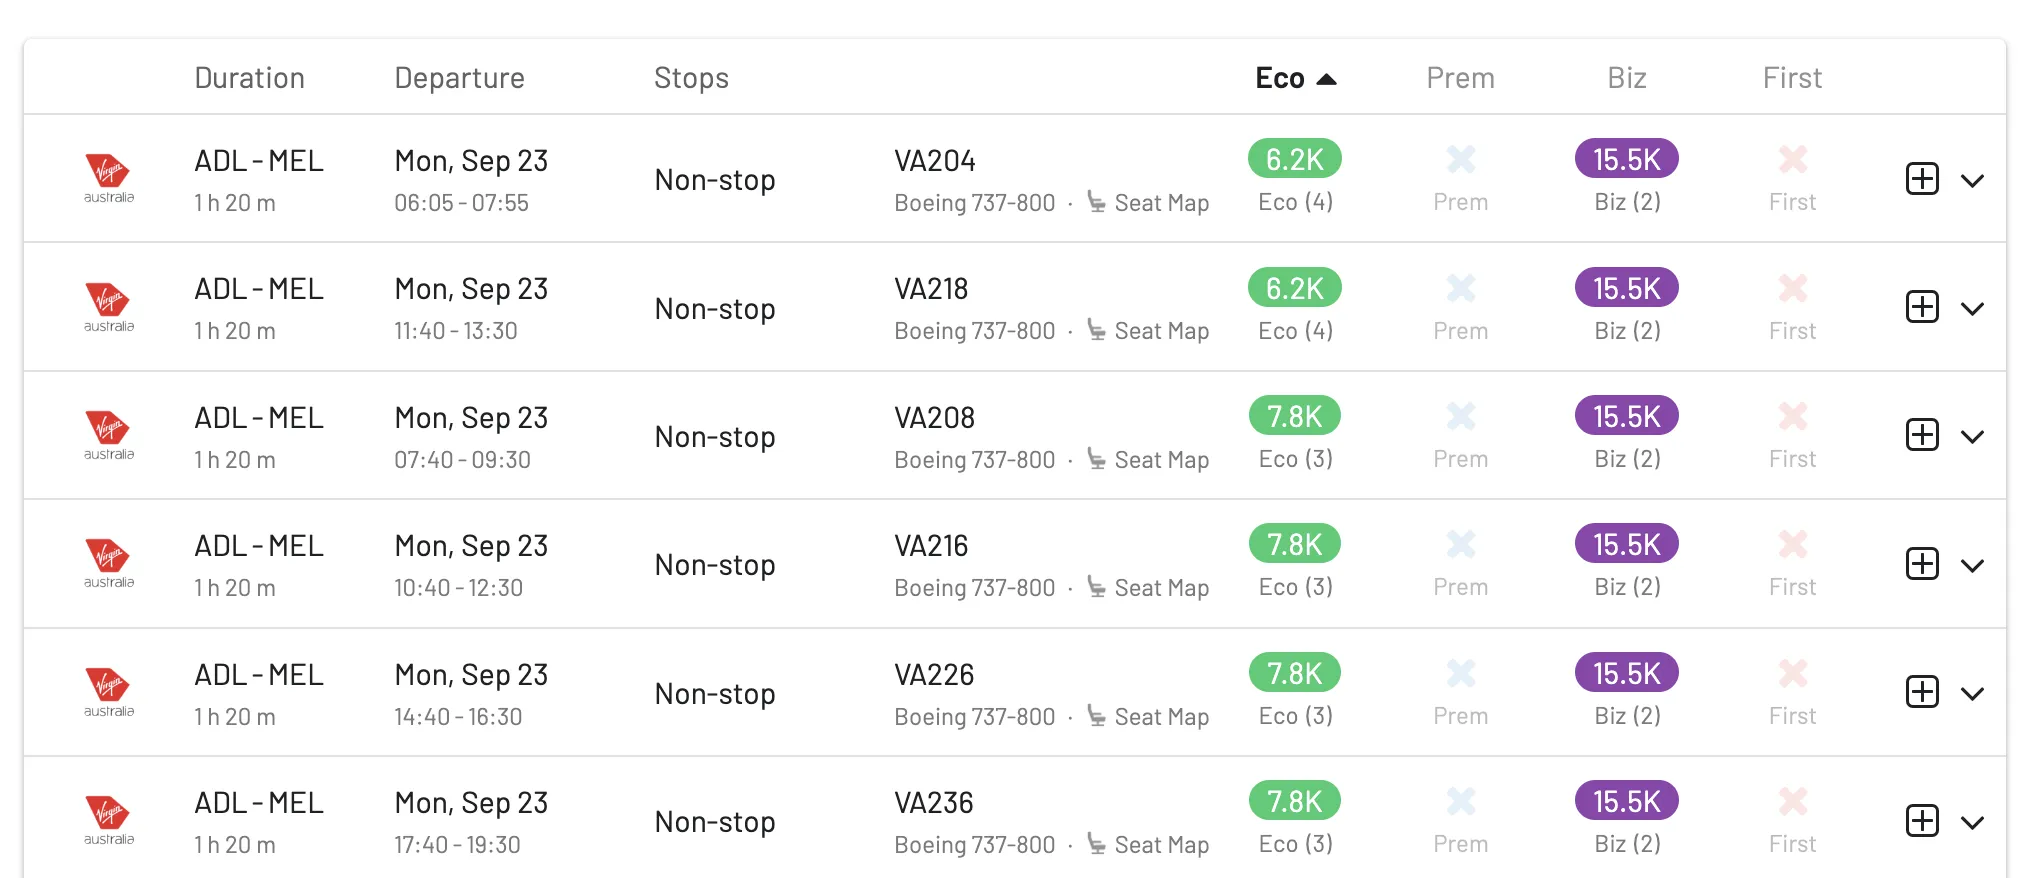 Duration Departure Stops Eco Prem Biz First
ADL - MEL Mon, Sep 23 VA204 6.2K 15.5K
Virgin australia 1 h 20 m 06:05 - 07:55 Non-stop Boeing 737-800 · Seat Map Eco (4) Prem Biz (2) First
ADL - MEL Mon, Sep 23 VA218 6.2K 15.5K
Virgin australia 1 h 20 m 11:40 - 13:30 Non-stop Boeing 737-800 · Seat Map Eco (4) Prem Biz (2) First
ADL - MEL Mon, Sep 23 VA208 7.8K 15.5K
Virgin australia 1 h 20 m 07:40 - 09:30 Non-stop Boeing 737-800 · Seat Map Eco (3) Prem Biz (2) First
ADL - MEL Mon, Sep 23 VA216 7.8K 15.5K
Virgin australia 1 h 20 m 10:40 - 12:30 Non-stop Boeing 737-800 · Seat Map Eco (3) Prem Biz (2) First
ADL - MEL Mon, Sep 23 VA226 7.8K 15.5K
Virgin australia 1 h 20 m 14:40 - 16:30 Non-stop Boeing 737-800 · Seat Map Eco (3) Prem Biz (2) First
ADL - MEL Mon, Sep 23 VA236 7.8K 15.5K
Virgin australia 1 h 20 m 17:40 - 19:30 Non-stop Boeing 737-800 · Seat Map Eco (3) Prem Biz (2) First